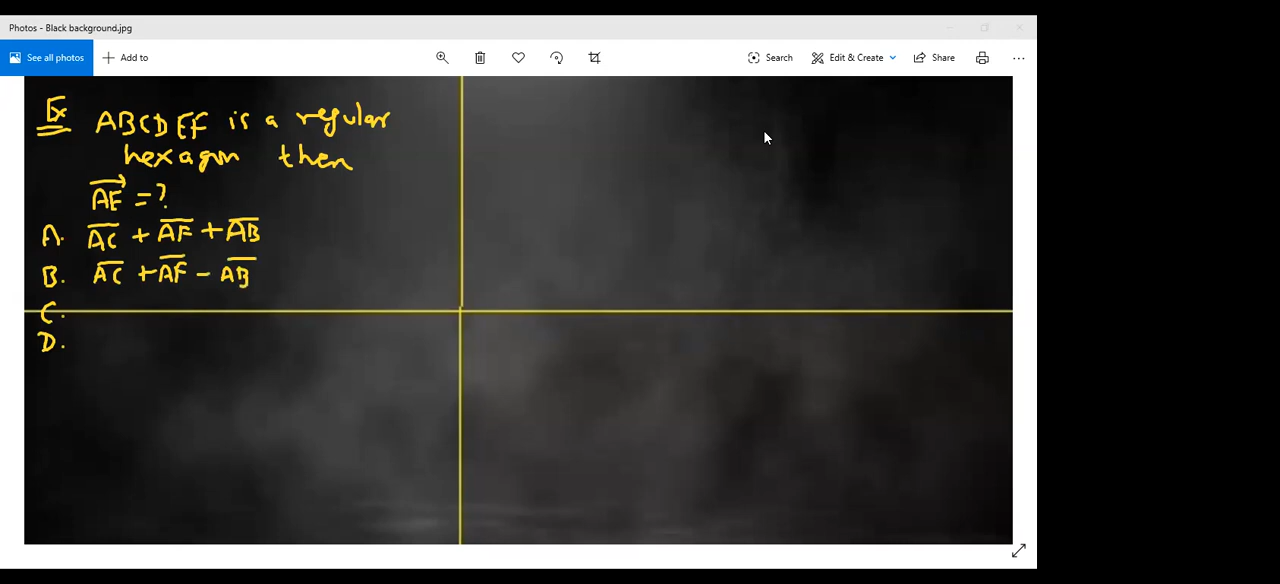 Photos - Black background.jpg
See all photos
Add to
Search
Edit & Create
Share
Ex ABCDEF is a regular
hexagon then
AE = ?
A. AC + AF + AB
B. AC + AF - AB
C.
D.